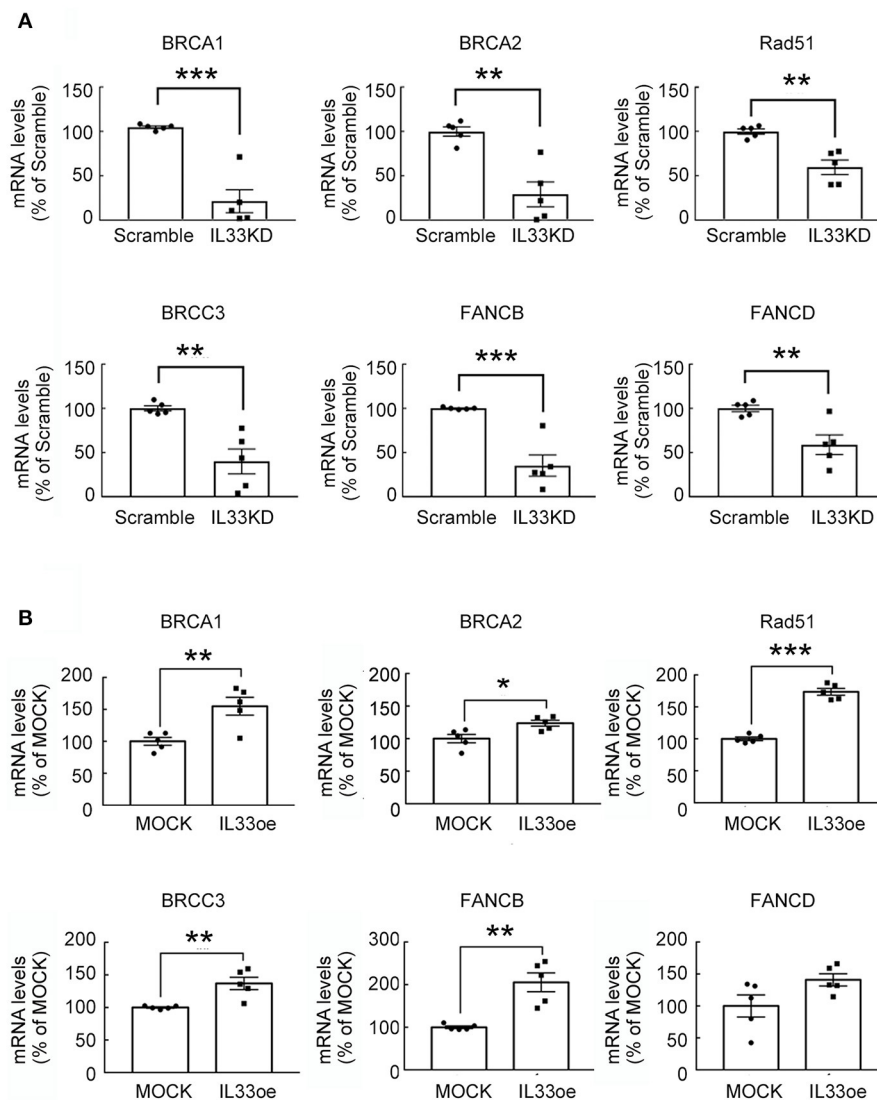 A
BRCA1
BRCA2
Rad51
mRNA levels
(% of Scramble)
150
100
50
0
***
Scramble
IL33KD
mRNA levels
(% of Scramble)
150
100
50
0
**
Scramble
IL33KD
mRNA levels
(% of Scramble)
150
100
50
0
**
Scramble
IL33KD
BRCC3
FANCB
FANCD
mRNA levels
(% of Scramble)
150
100
50
0
**
Scramble
IL33KD
mRNA levels
(% of Scramble)
150
100
50
0
***
Scramble
IL33KD
mRNA levels
(% of Scramble)
150
100
50
0
**
Scramble
IL33KD
B
BRCA1
BRCA2
Rad51
mRNA levels
(% of MOCK)
200
150
100
50
0
**
MOCK
IL33oe
mRNA levels
(% of MOCK)
200
150
100
50
0
*
MOCK
IL33oe
mRNA levels
(% of MOCK)
200
150
100
50
0
***
MOCK
IL33oe
BRCC3
FANCB
FANCD
mRNA levels
(% of MOCK)
200
150
100
50
0
**
MOCK
IL33oe
mRNA levels
(% of MOCK)
300
200
100
0
**
MOCK
IL33oe
mRNA levels
(% of MOCK)
200
150
100
50
0
MOCK
IL33oe